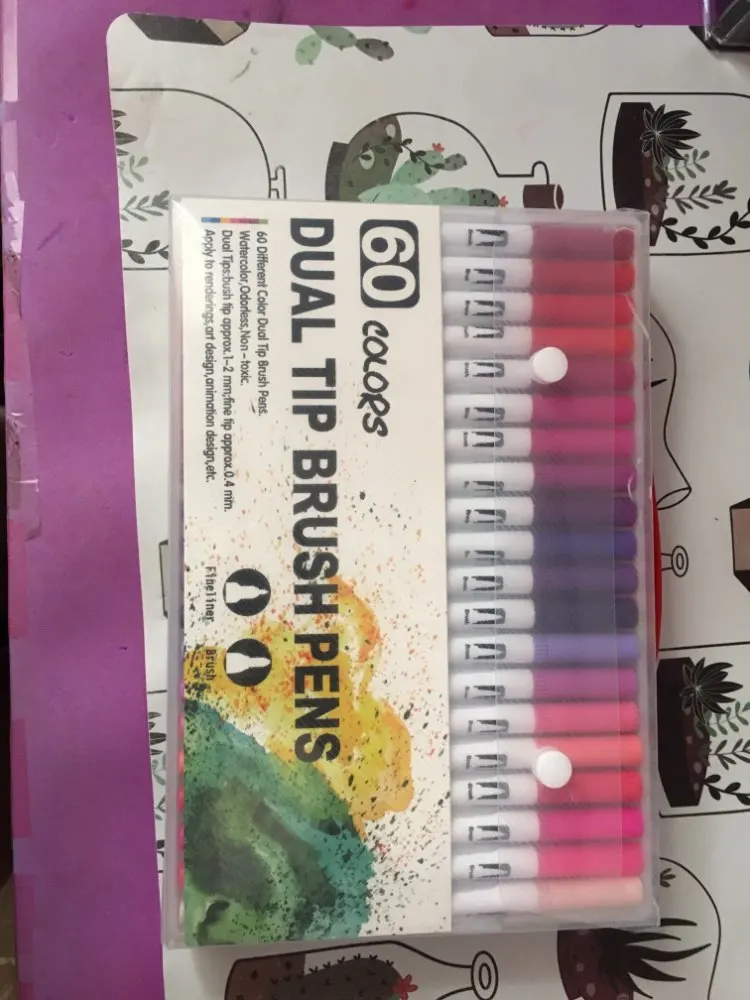 60 COLORS
DUAL TIP BRUSH PENS
60 Different Color Dual Tip Brush Pens.
Watercolor,Odorless,Non-toxic.
Dual Tips:bush tip approx.1-2 mm;fine tip approx.0.4 mm.
Apply to renderings,art design,animation design,etc.
Fineliner Brush